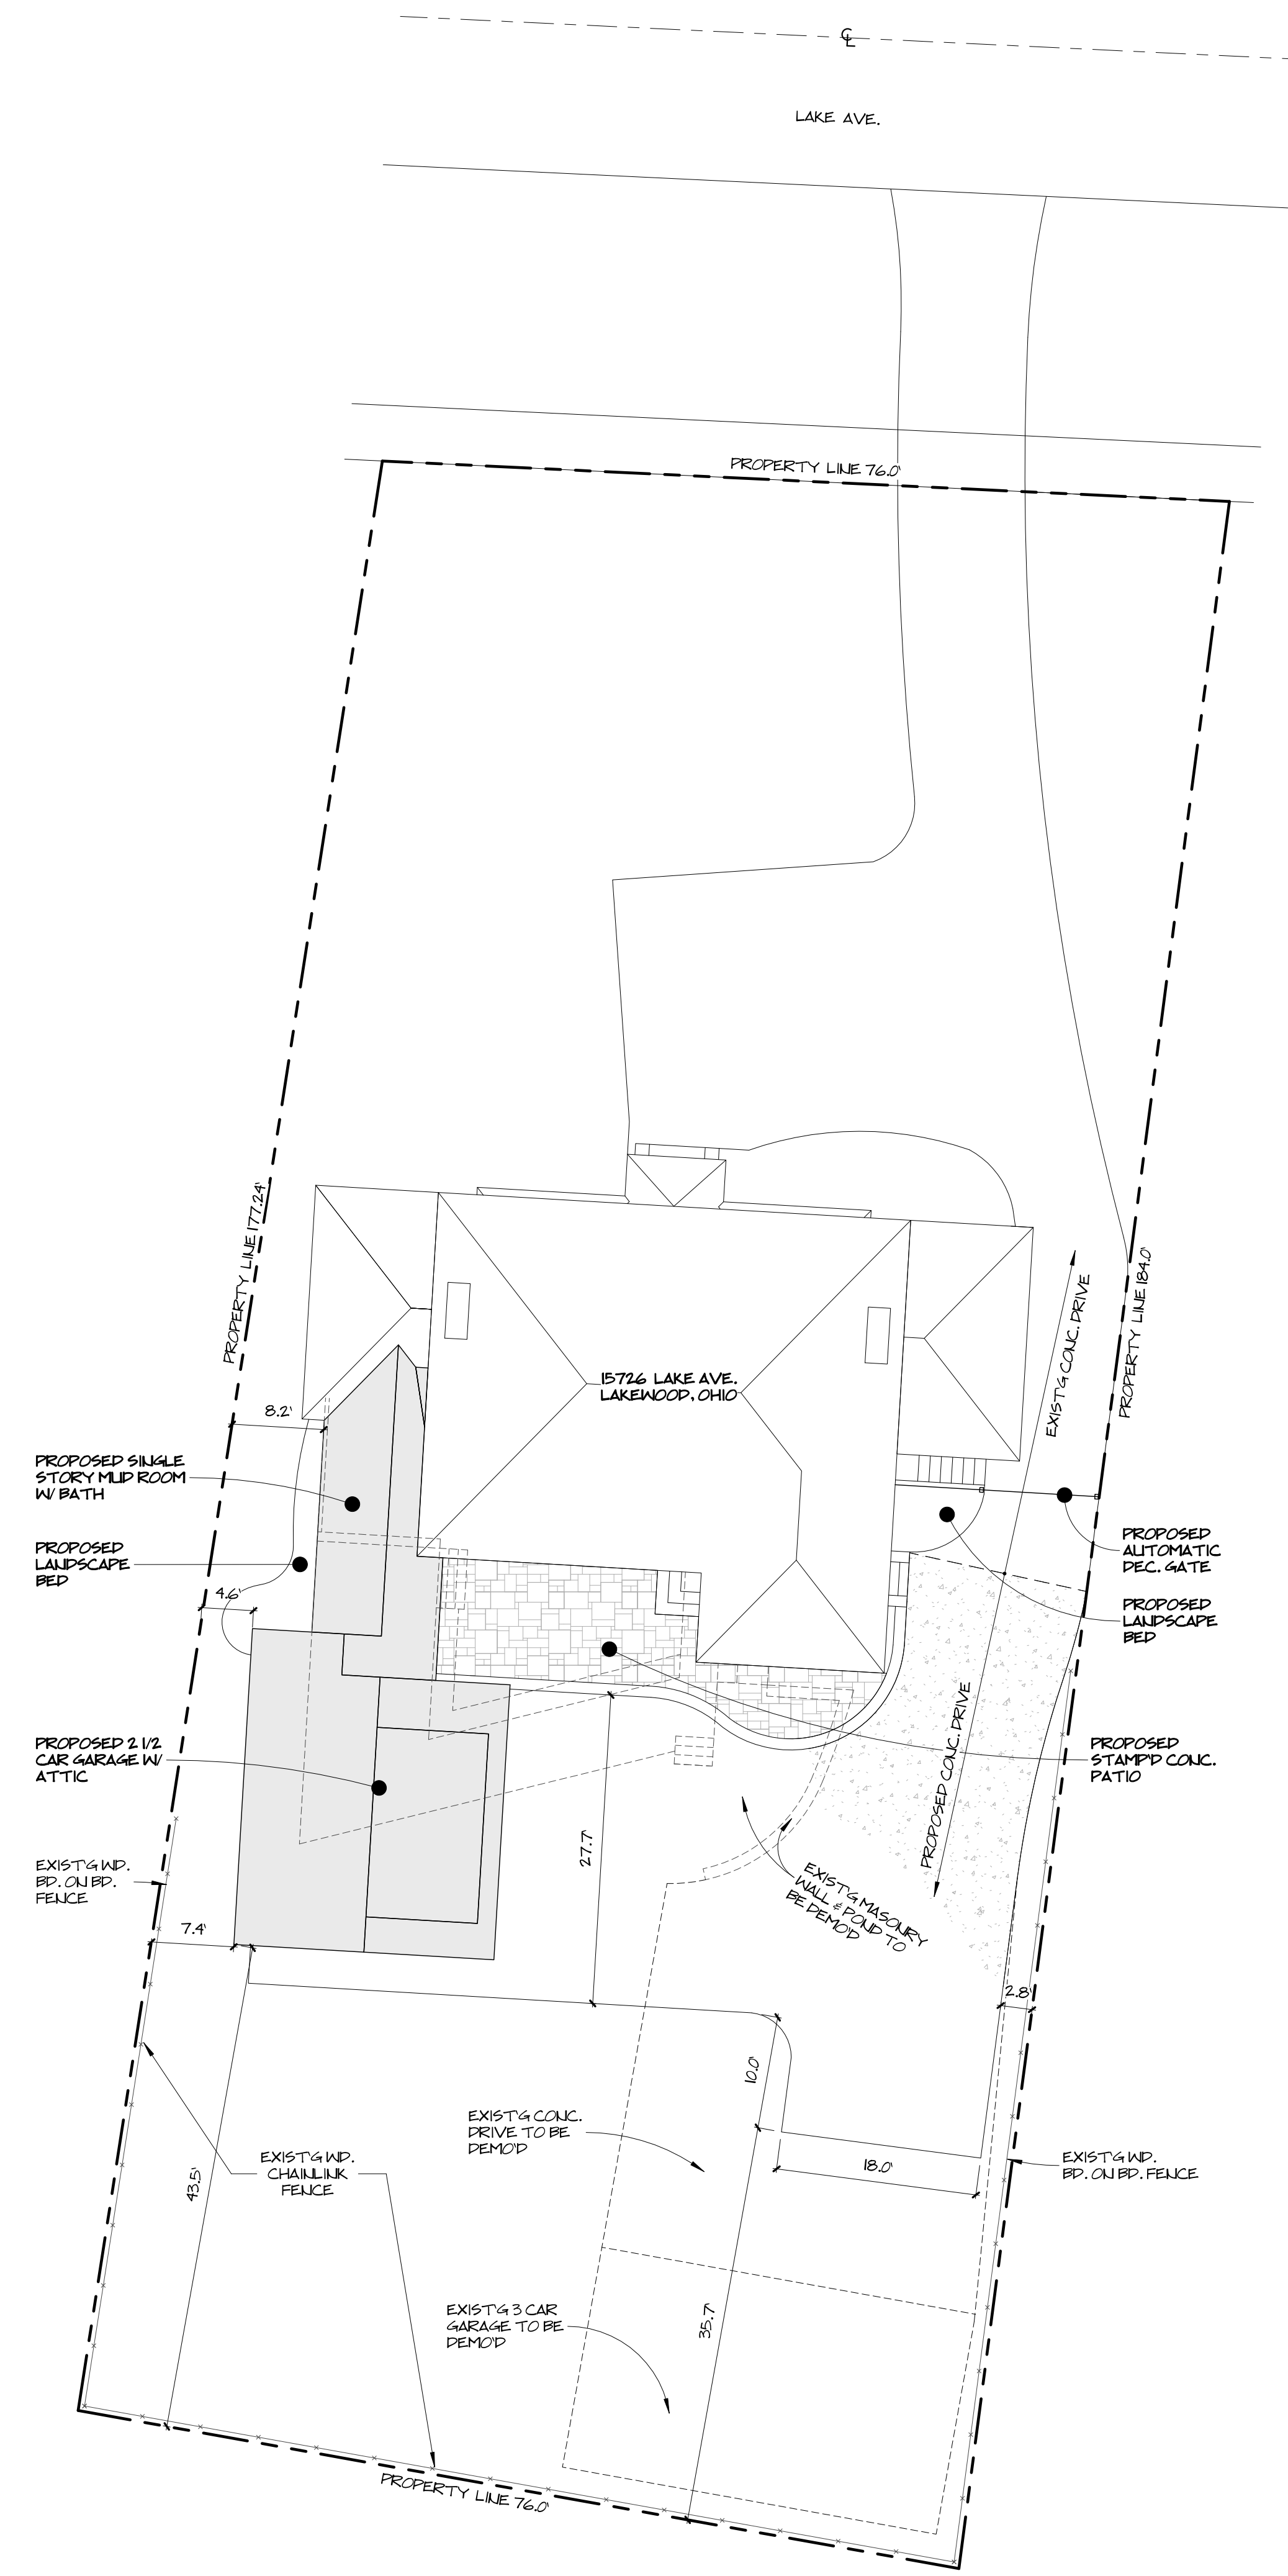 CL
LAKE AVE.
PROPERTY LINE 76.0'
PROPERTY LINE 177.24'
PROPERTY LINE 184.0'
EXIST'G CONC. DRIVE
15726 LAKE AVE.
LAKEWOOD, OHIO
8.2'
PROPOSED SINGLE
STORY MUD ROOM
W/ BATH
PROPOSED
LANDSCAPE
BED
4.6'
PROPOSED
AUTOMATIC
DEC. GATE
PROPOSED
LANDSCAPE
BED
PROPOSED 2 1/2
CAR GARAGE W/
ATTIC
PROPOSED CONC. DRIVE
PROPOSED
STAMP'D CONC.
PATIO
27.7'
EXIST'G WD.
BD. ON BD.
FENCE
EXIST'G MASONRY
WALL & POND TO
BE DEMO'D
7.4'
2.8'
10.0'
EXIST'G CONC.
DRIVE TO BE
DEMO'D
18.0'
EXIST'G WD.
CHAINLINK
FENCE
EXIST'G WD.
BD. ON BD. FENCE
43.5'
EXIST'G 3 CAR
GARAGE TO BE
DEMO'D
35.7'
PROPERTY LINE 76.0'